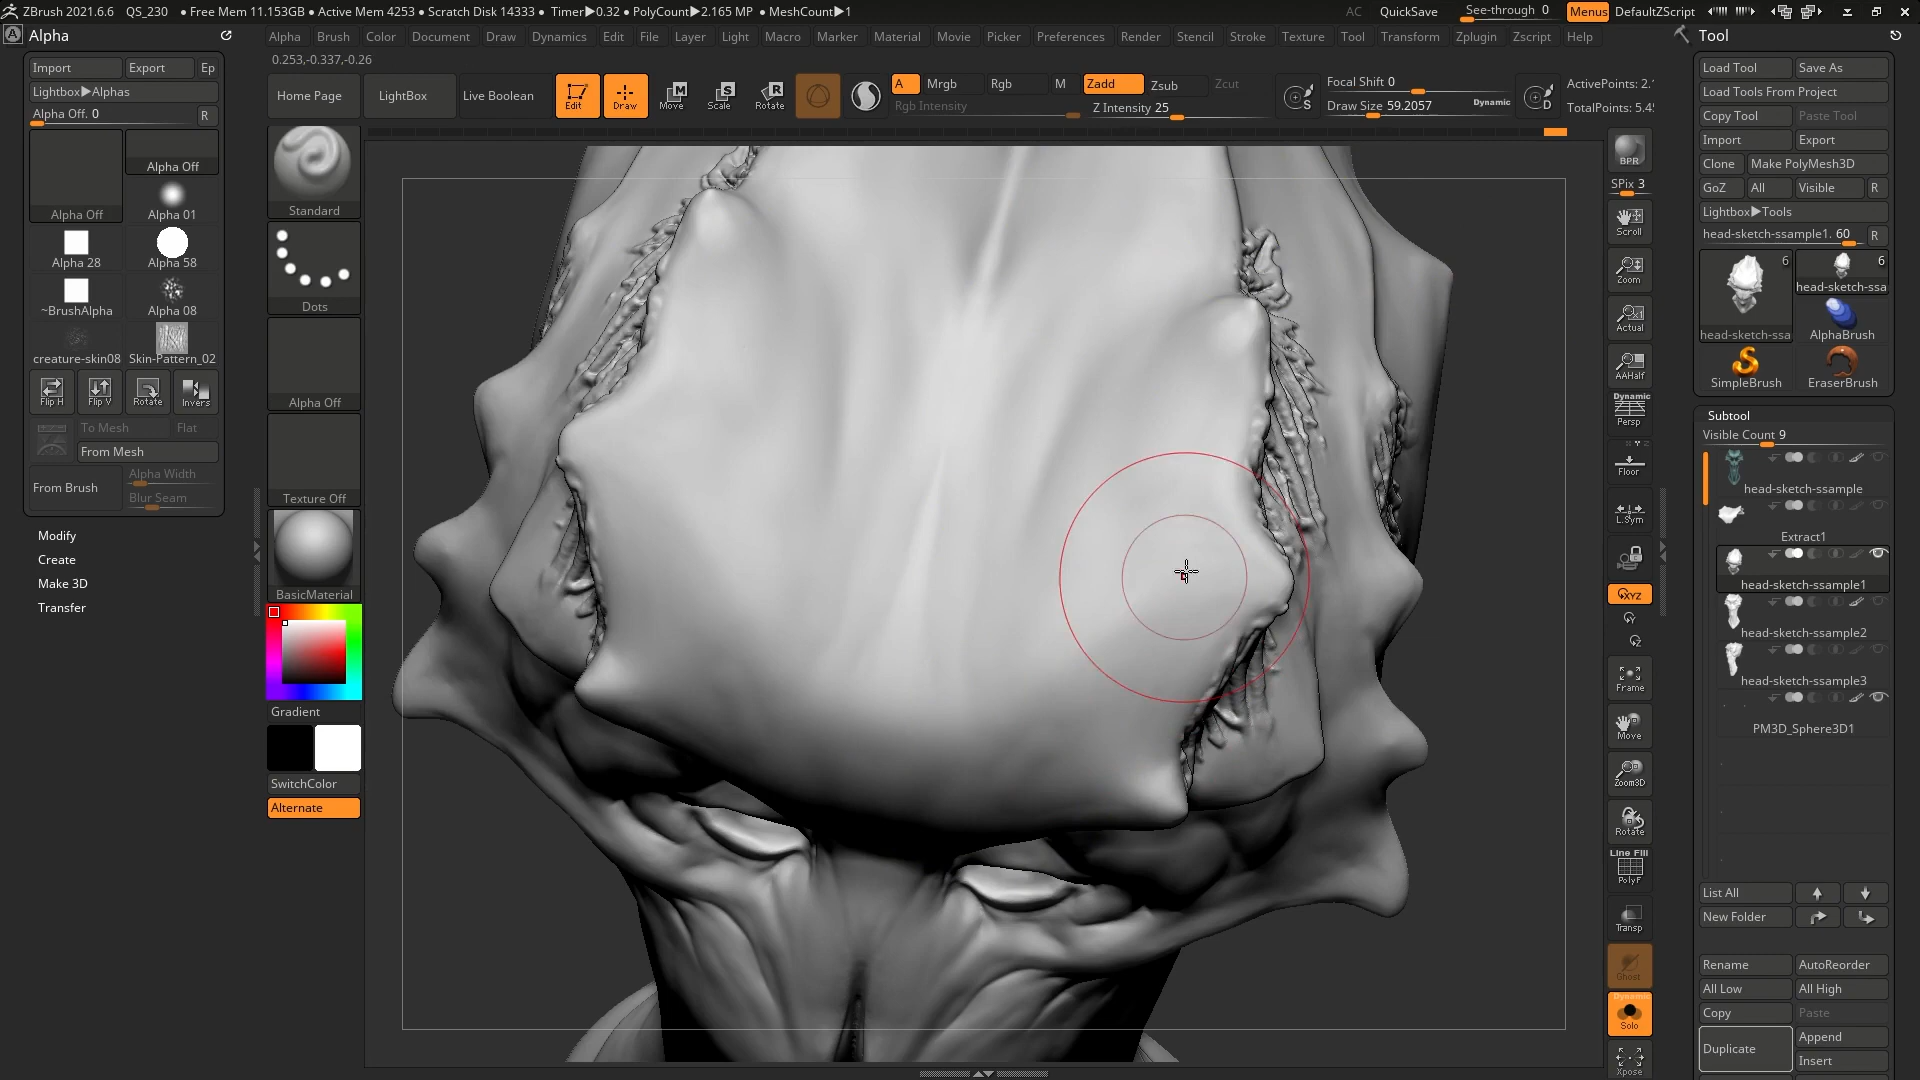 ZBrush 2021.6.6 QS_230 • Free Mem 11.153GB • Active Mem 4253 • Scratch Disk 14333 • Timer▶0.32 • PolyCount▶2.165 MP • MeshCount▶1 AC QuickSave See-through 0 Menus DefaultZScript
Alpha
Alpha Brush Color Document Draw Dynamics Edit File Layer Light Macro Marker Material Movie Picker Preferences Render Stencil Stroke Texture Tool Transform Zplugin Zscript Help
Tool
0.253,-0.337,-0.26
Import Export Ep
Lightbox▶Alphas
Alpha Off. 0 R
Alpha Off
Alpha Off
Alpha 01
Alpha 28
Alpha 58
~BrushAlpha
Alpha 08
creature-skin08
Skin-Pattern_02
Flip H Flip V Rotate Invers
To Mesh Flat
From Mesh
From Brush
Alpha Width
Blur Seam
Modify
Create
Make 3D
Transfer
Home Page LightBox Live Boolean
Edit Draw Move Scale Rotate
A Mrgb Rgb M Zadd Zsub Zcut
Rgb Intensity Z Intensity 25
S
Focal Shift 0
Draw Size 59.2057 Dynamic
D
ActivePoints: 2.
TotalPoints: 5.45
Standard
Dots
Alpha Off
Texture Off
BasicMaterial
Gradient
SwitchColor
Alternate
BPR
SPix 3
Scroll
Zoom
Actual
AAHalf
Dynamic
Persp
Floor
L.Sym
XYZ
Y
Z
Frame
Move
Zoom3D
Rotate
Line Fill
PolyF
Transp
Ghost
Dynamic
Solo
Xpose
Load Tool Save As
Load Tools From Project
Copy Tool Paste Tool
Import Export
Clone Make PolyMesh3D
GoZ All Visible R
Lightbox▶Tools
head-sketch-ssample1. 60 R
6
6
head-sketch-ssa
head-sketch-ssa
AlphaBrush
SimpleBrush
EraserBrush
Subtool
Visible Count 9
head-sketch-ssample
Extract1
head-sketch-ssample1
head-sketch-ssample2
head-sketch-ssample3
PM3D_Sphere3D1
List All
New Folder
Rename AutoReorder
All Low All High
Copy Paste
Duplicate
Append
Insert